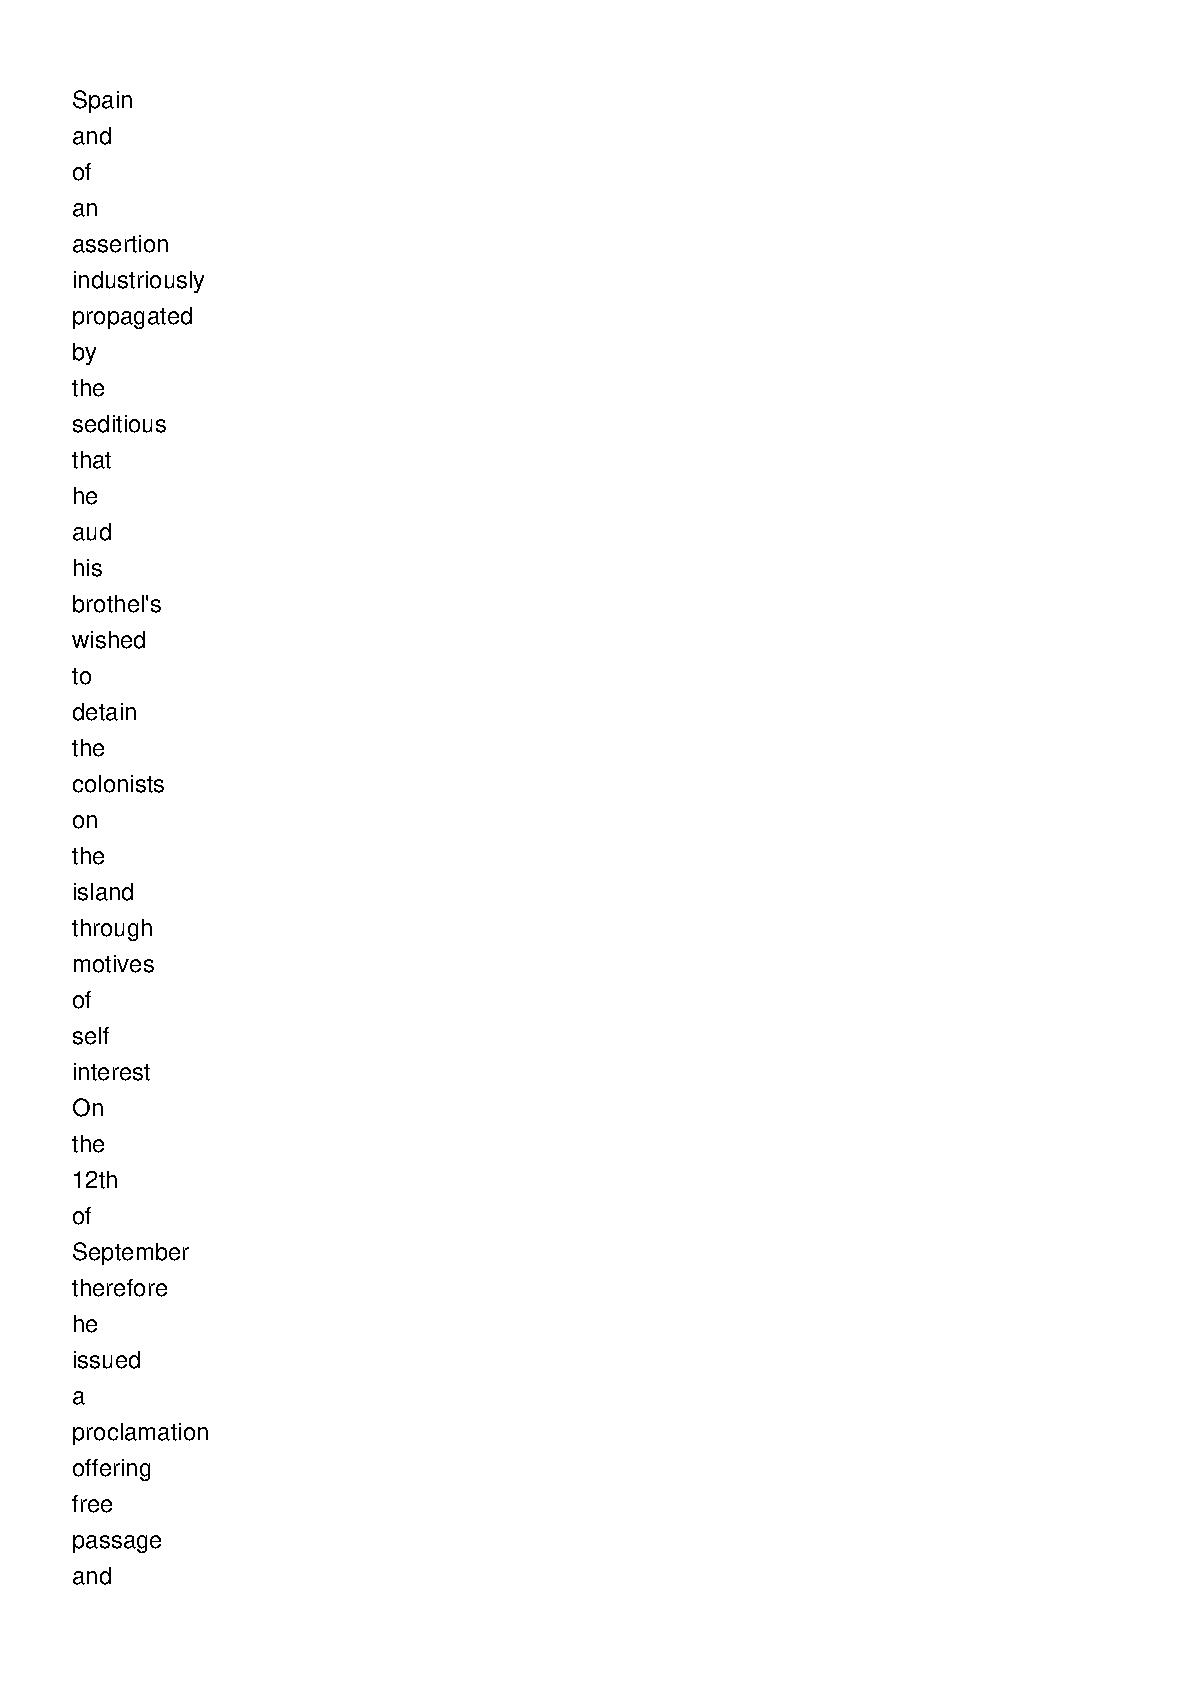 Spain
and
of
an
assertion
industriously
propagated
by
the
seditious
that
he
aud
his
brothel's
wished
to
detain
the
colonists
on
the
island
through
motives
of
self
interest
On
the
12th
of
September
therefore
he
issued
a
proclamation
offering
free
passage
and